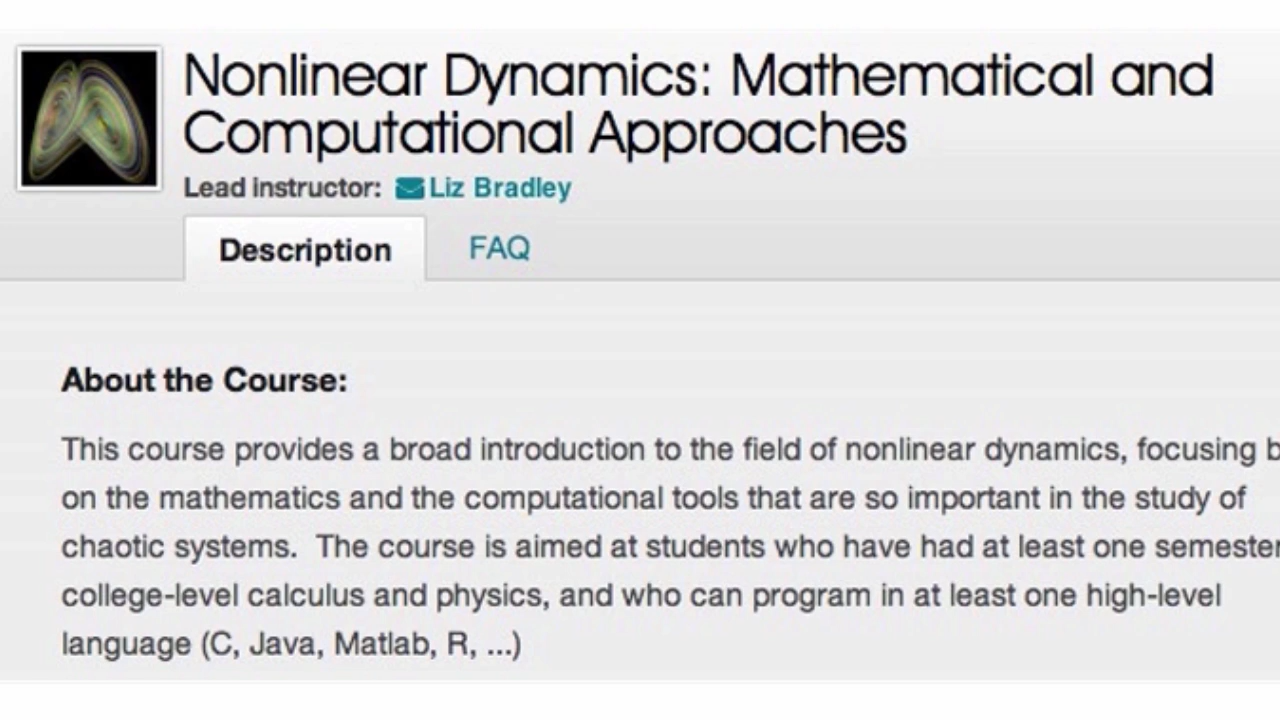 Nonlinear Dynamics: Mathematical and
Computational Approaches
Lead instructor: Liz Bradley
Description FAQ
About the Course:
This course provides a broad introduction to the field of nonlinear dynamics, focusing
on the mathematics and the computational tools that are so important in the study of
chaotic systems.  The course is aimed at students who have had at least one semester
college-level calculus and physics, and who can program in at least one high-level
language (C, Java, Matlab, R, ...)